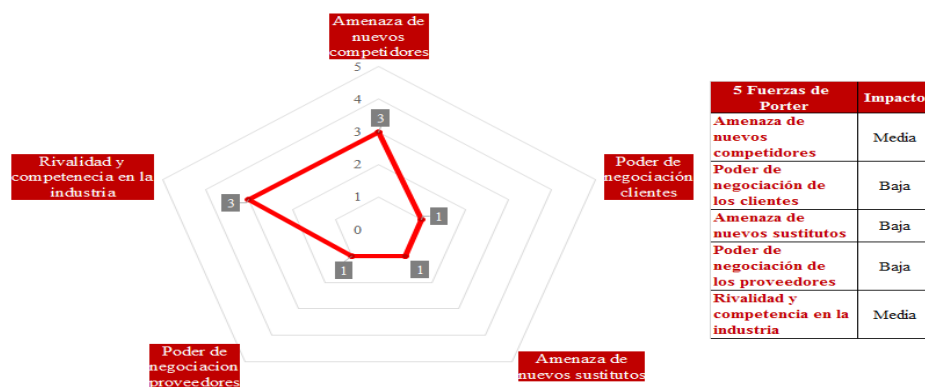 Amenaza de
nuevos
competidores
5
4
3
3
2
1
0
Rivalidad y
competenecia en la
industria
3
Poder de
negociación
clientes
1
1
1
Poder de
negociacion
proveedores
Amenaza de
nuevos sustitutos
5 Fuerzas de
Porter
Impacto
Amenaza de
nuevos
competidores
Media
Poder de
negociación de
los clientes
Baja
Amenaza de
nuevos sustitutos
Baja
Poder de
negociación de
los proveedores
Baja
Rivalidad y
competencia en la
industria
Media